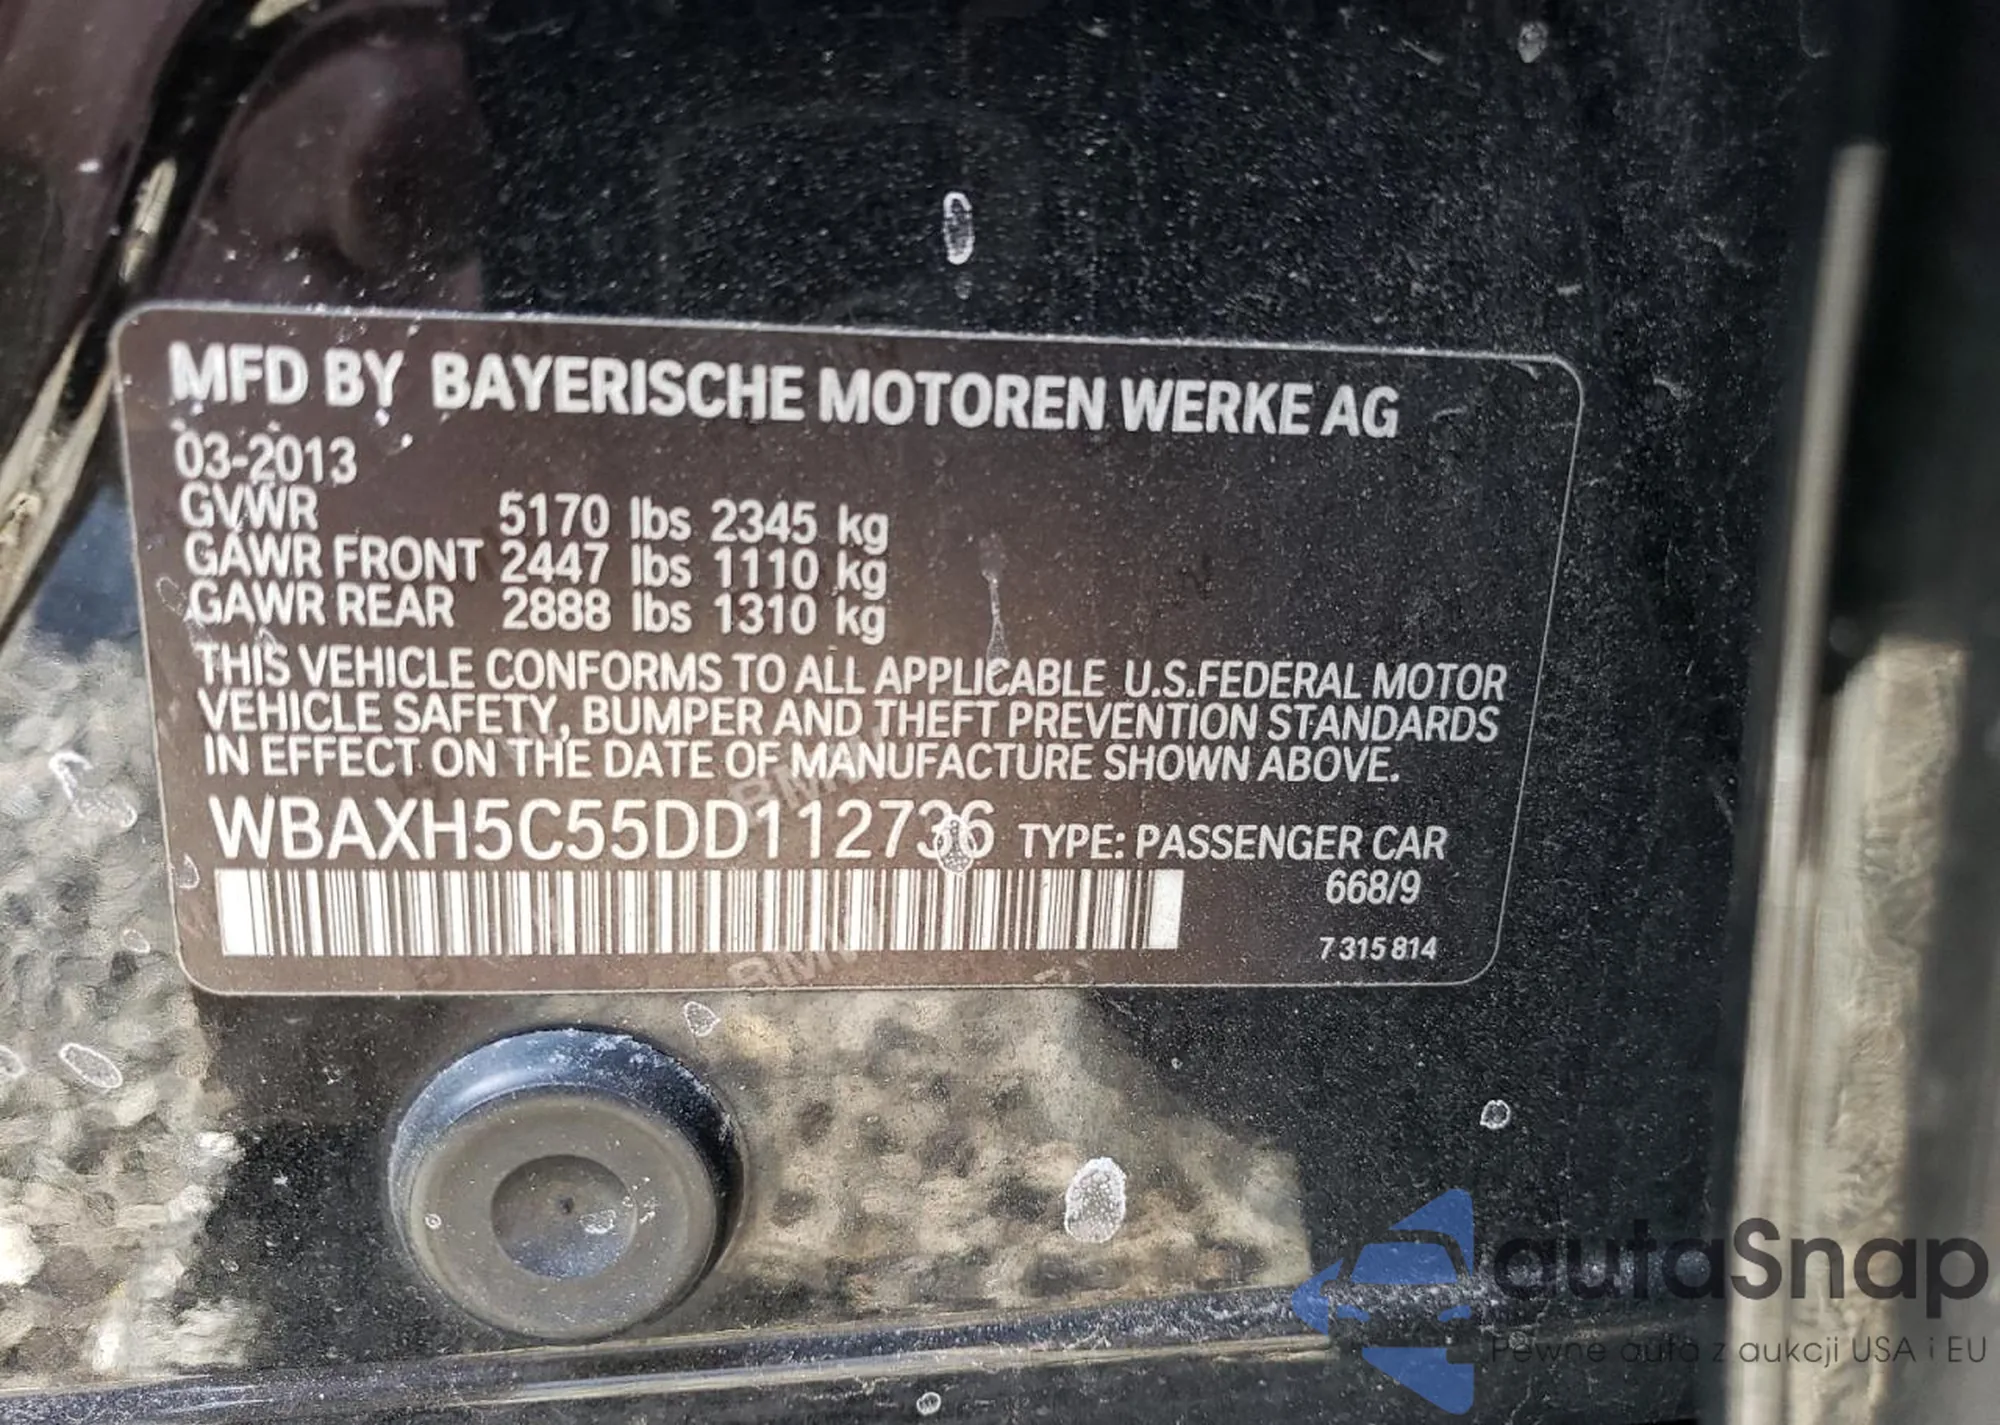 MFD BY BAYERISCHE MOTOREN WERKE AG
03-2013
GVWR 5170 lbs 2345 kg
GAWR FRONT 2447 lbs 1110 kg
GAWR REAR 2888 lbs 1310 kg
THIS VEHICLE CONFORMS TO ALL APPLICABLE U.S.FEDERAL MOTOR
VEHICLE SAFETY, BUMPER AND THEFT PREVENTION STANDARDS
IN EFFECT ON THE DATE OF MANUFACTURE SHOWN ABOVE.
WBAXH5C55DD112736 TYPE: PASSENGER CAR
668/9
7 315 814
autaSnap
Pewne auta z aukcji USA i EU